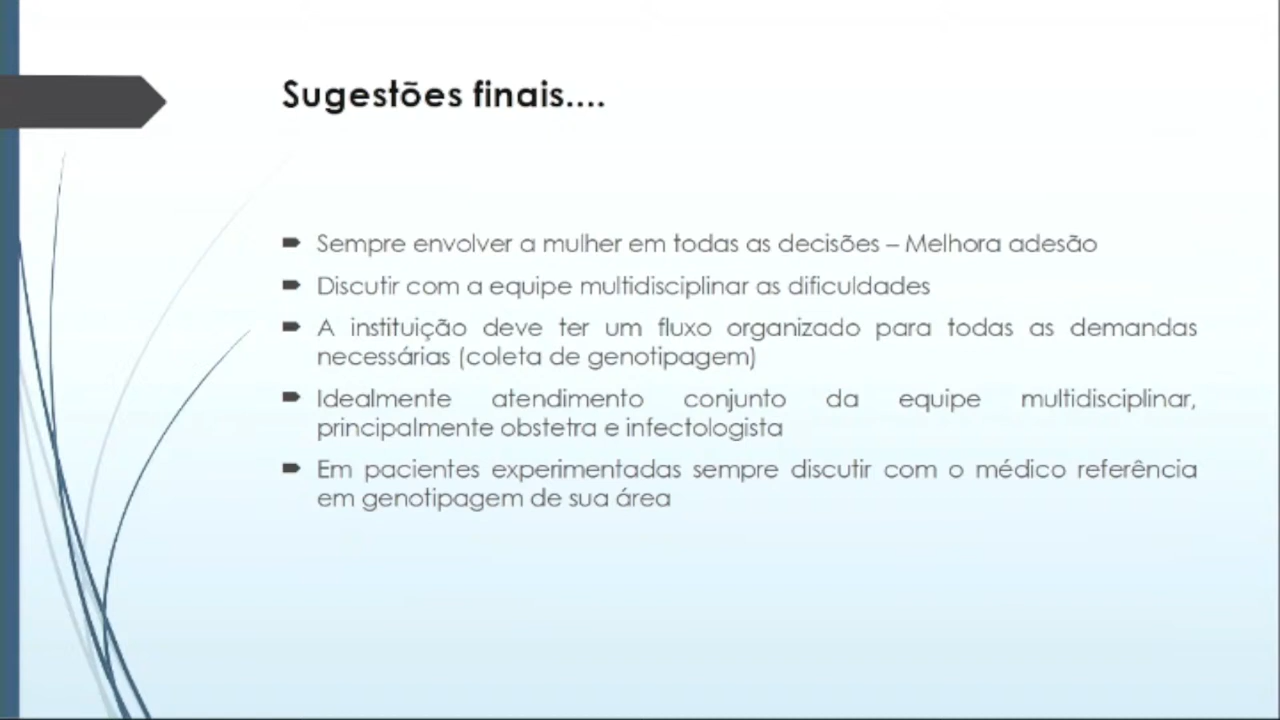 Sugestões finais....
Sempre envolver a mulher em todas as decisões – Melhora adesão
Discutir com a equipe multidisciplinar as dificuldades
A instituição deve ter um fluxo organizado para todas as demandas
necessárias (coleta de genotipagem)
Idealmente atendimento conjunto da equipe multidisciplinar,
principalmente obstetra e infectologista
Em pacientes experimentadas sempre discutir com o médico referência
em genotipagem de sua área